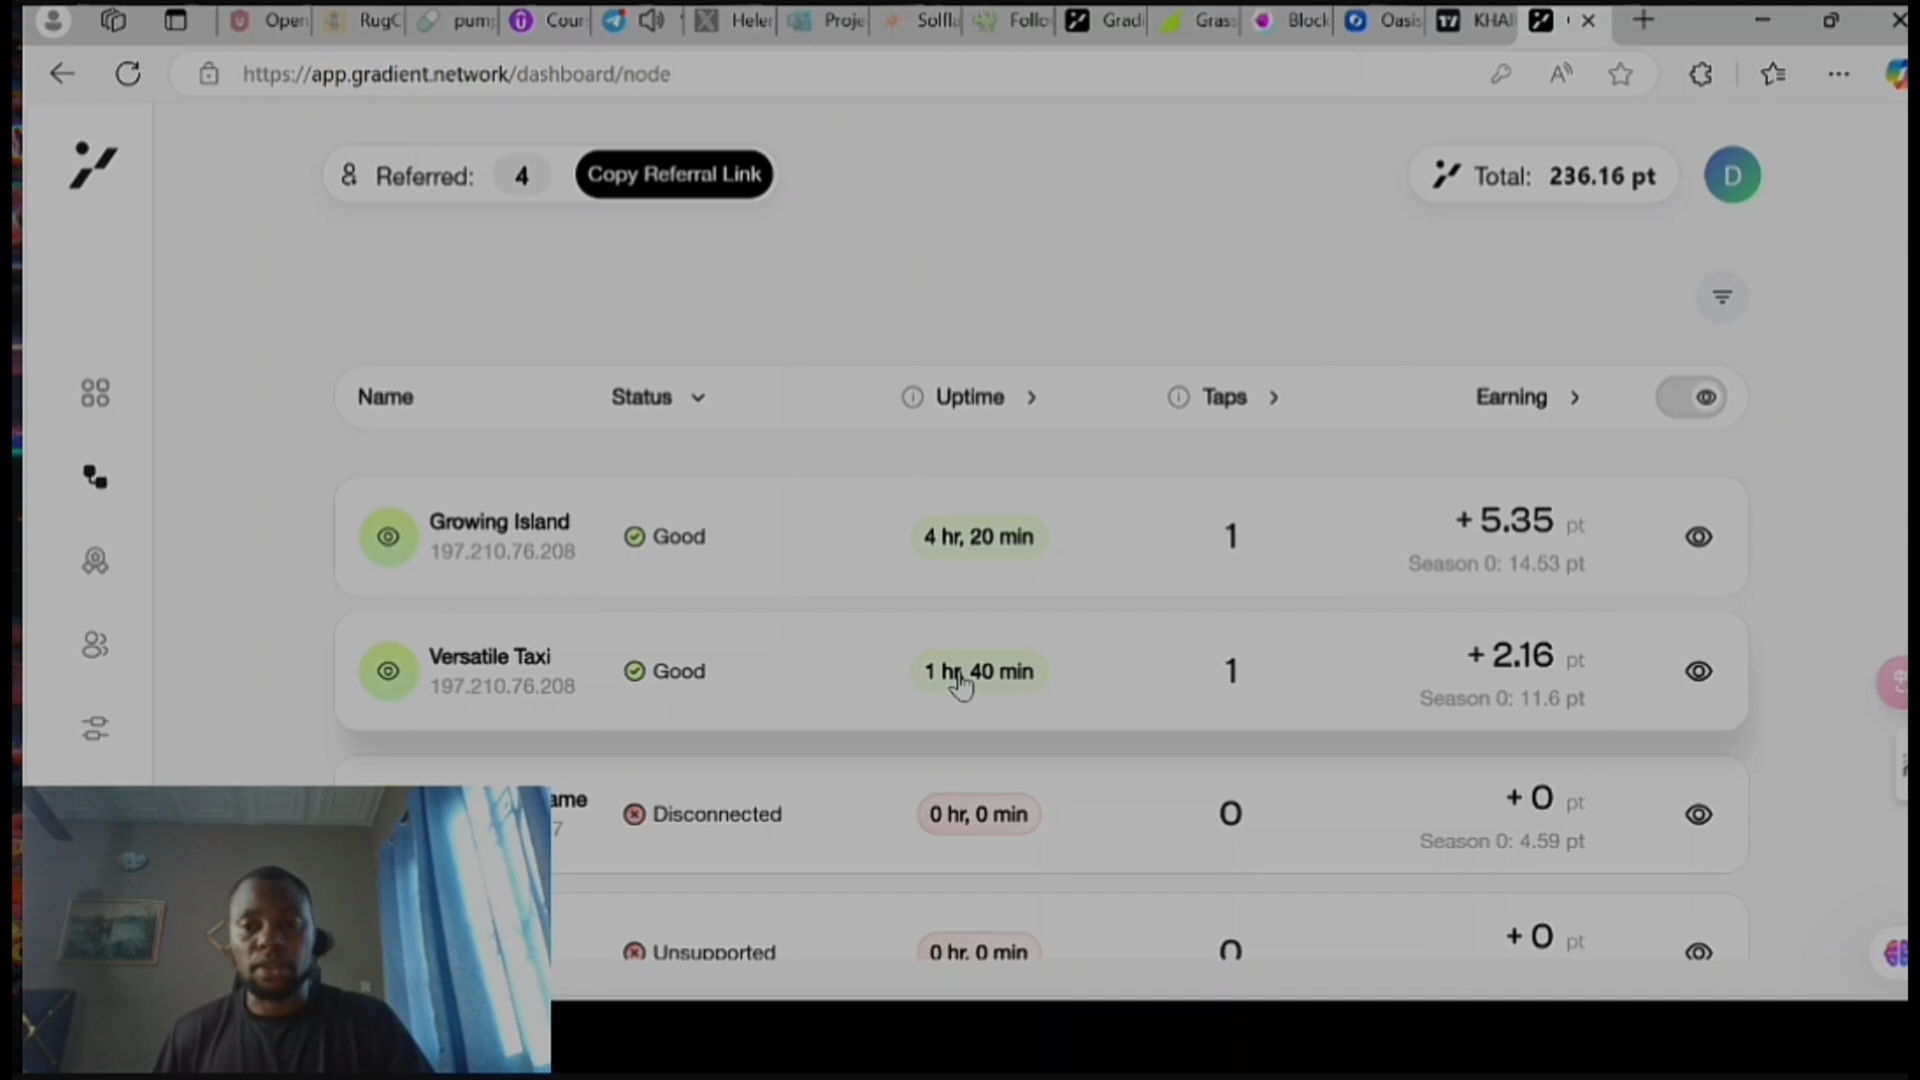 Open RugC pum Cour Heler Proje Solfl Follo Gradi Gras Block Oasis KHAI
https://app.gradient.network/dashboard/node
Referred: 4 Copy Referral Link Total: 236.16 pt D
Name Status Uptime Taps Earning
Growing Island
197.210.76.208
Good 4 hr, 20 min 1
+ 5.35 pt
Season 0: 14.53 pt
Versatile Taxi
197.210.76.208
Good 1 hr, 40 min 1
+ 2.16 pt
Season 0: 11.6 pt
ame
7
Disconnected 0 hr, 0 min 0
+ 0 pt
Season 0: 4.59 pt
Unsupported 0 hr, 0 min 0
+ 0 pt